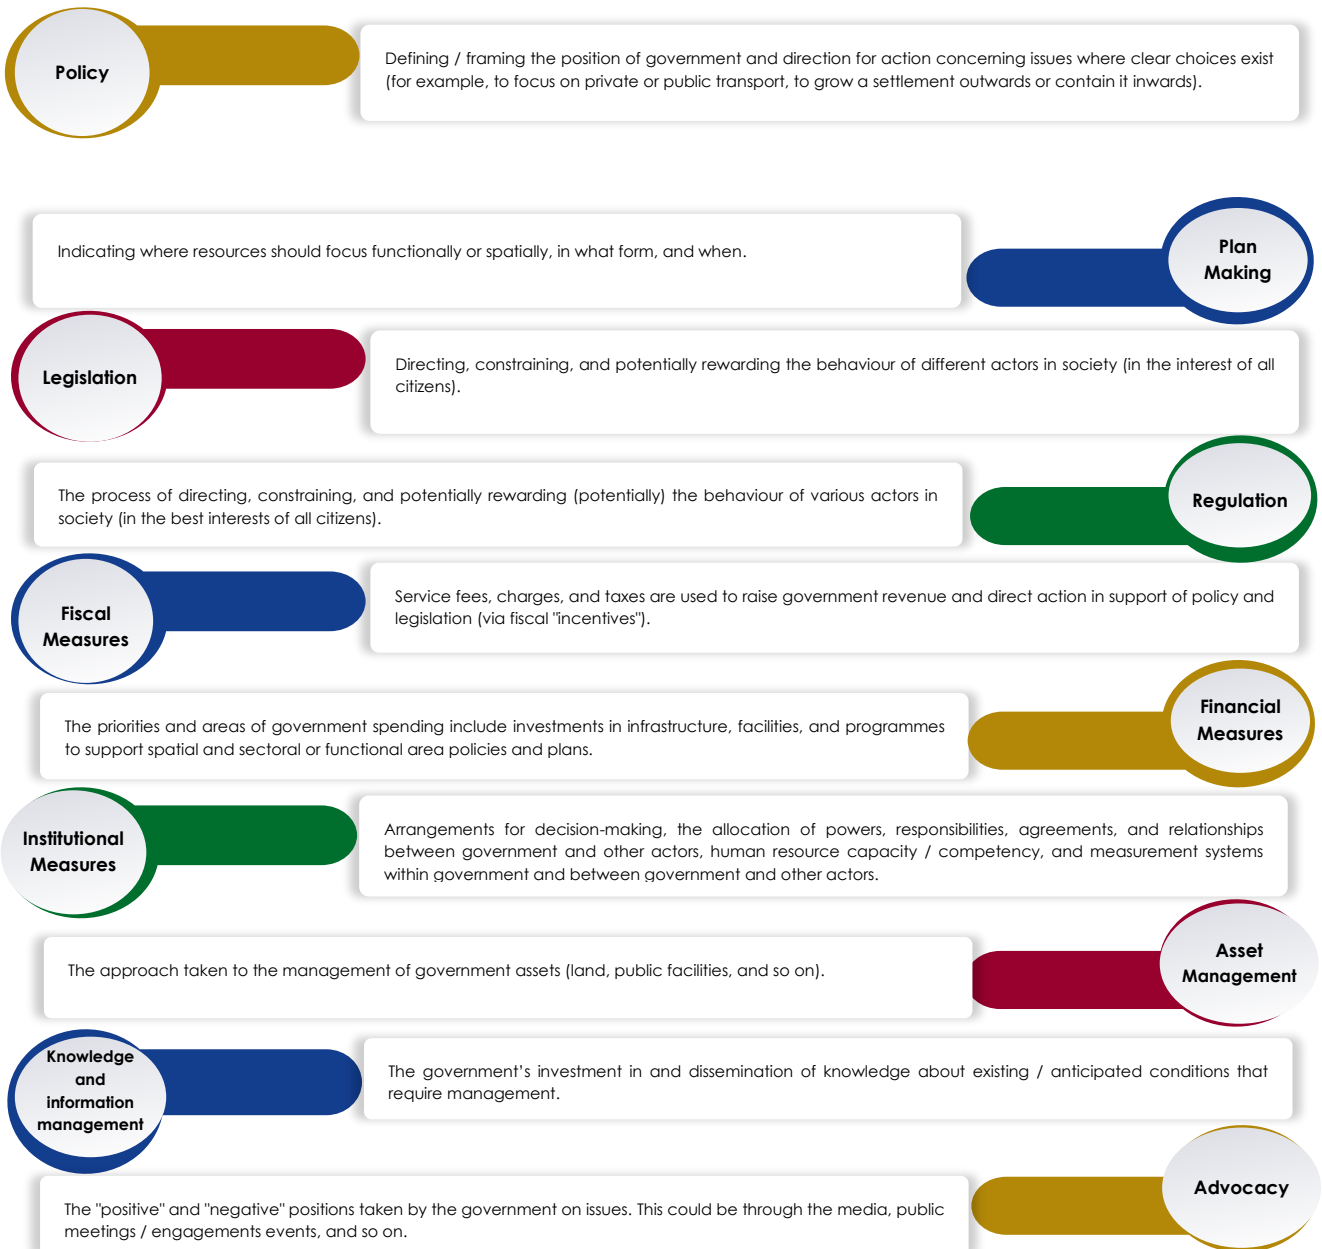 Policy
Defining / framing the position of government and direction for action concerning issues where clear choices exist
(for example, to focus on private or public transport, to grow a settlement outwards or contain it inwards).
Indicating where resources should focus functionally or spatially, in what form, and when.
Plan
Making
Legislation
Directing, constraining, and potentially rewarding the behaviour of different actors in society (in the interest of all
citizens).
The process of directing, constraining, and potentially rewarding (potentially) the behaviour of various actors in
society (in the best interests of all citizens).
Regulation
Fiscal
Measures
Service fees, charges, and taxes are used to raise government revenue and direct action in support of policy and
legislation (via fiscal "incentives").
The priorities and areas of government spending include investments in infrastructure, facilities, and programmes
to support spatial and sectoral or functional area policies and plans.
Financial
Measures
Institutional
Measures
Arrangements for decision-making, the allocation of powers, responsibilities, agreements, and relationships
between government and other actors, human resource capacity / competency, and measurement systems
within government and between government and other actors.
The approach taken to the management of government assets (land, public facilities, and so on).
Asset
Management
Knowledge
and
information
management
The government’s investment in and dissemination of knowledge about existing / anticipated conditions that
require management.
The "positive" and "negative" positions taken by the government on issues. This could be through the media, public
meetings / engagements events, and so on.
Advocacy